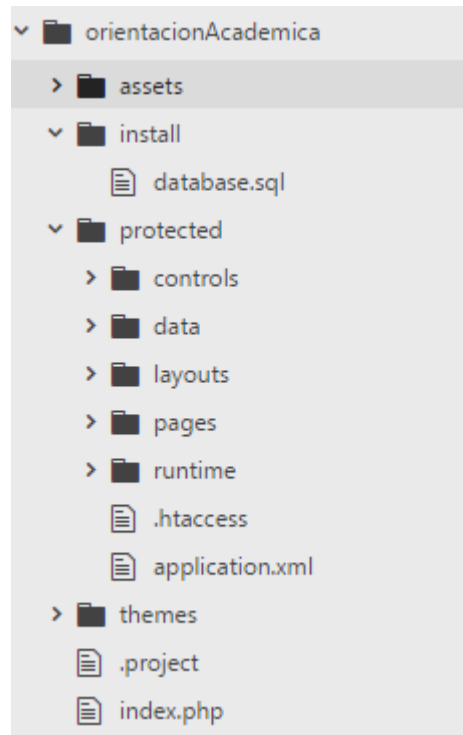 orientacionAcademica
assets
install
database.sql
protected
controls
data
layouts
pages
runtime
.htaccess
application.xml
themes
.project
index.php